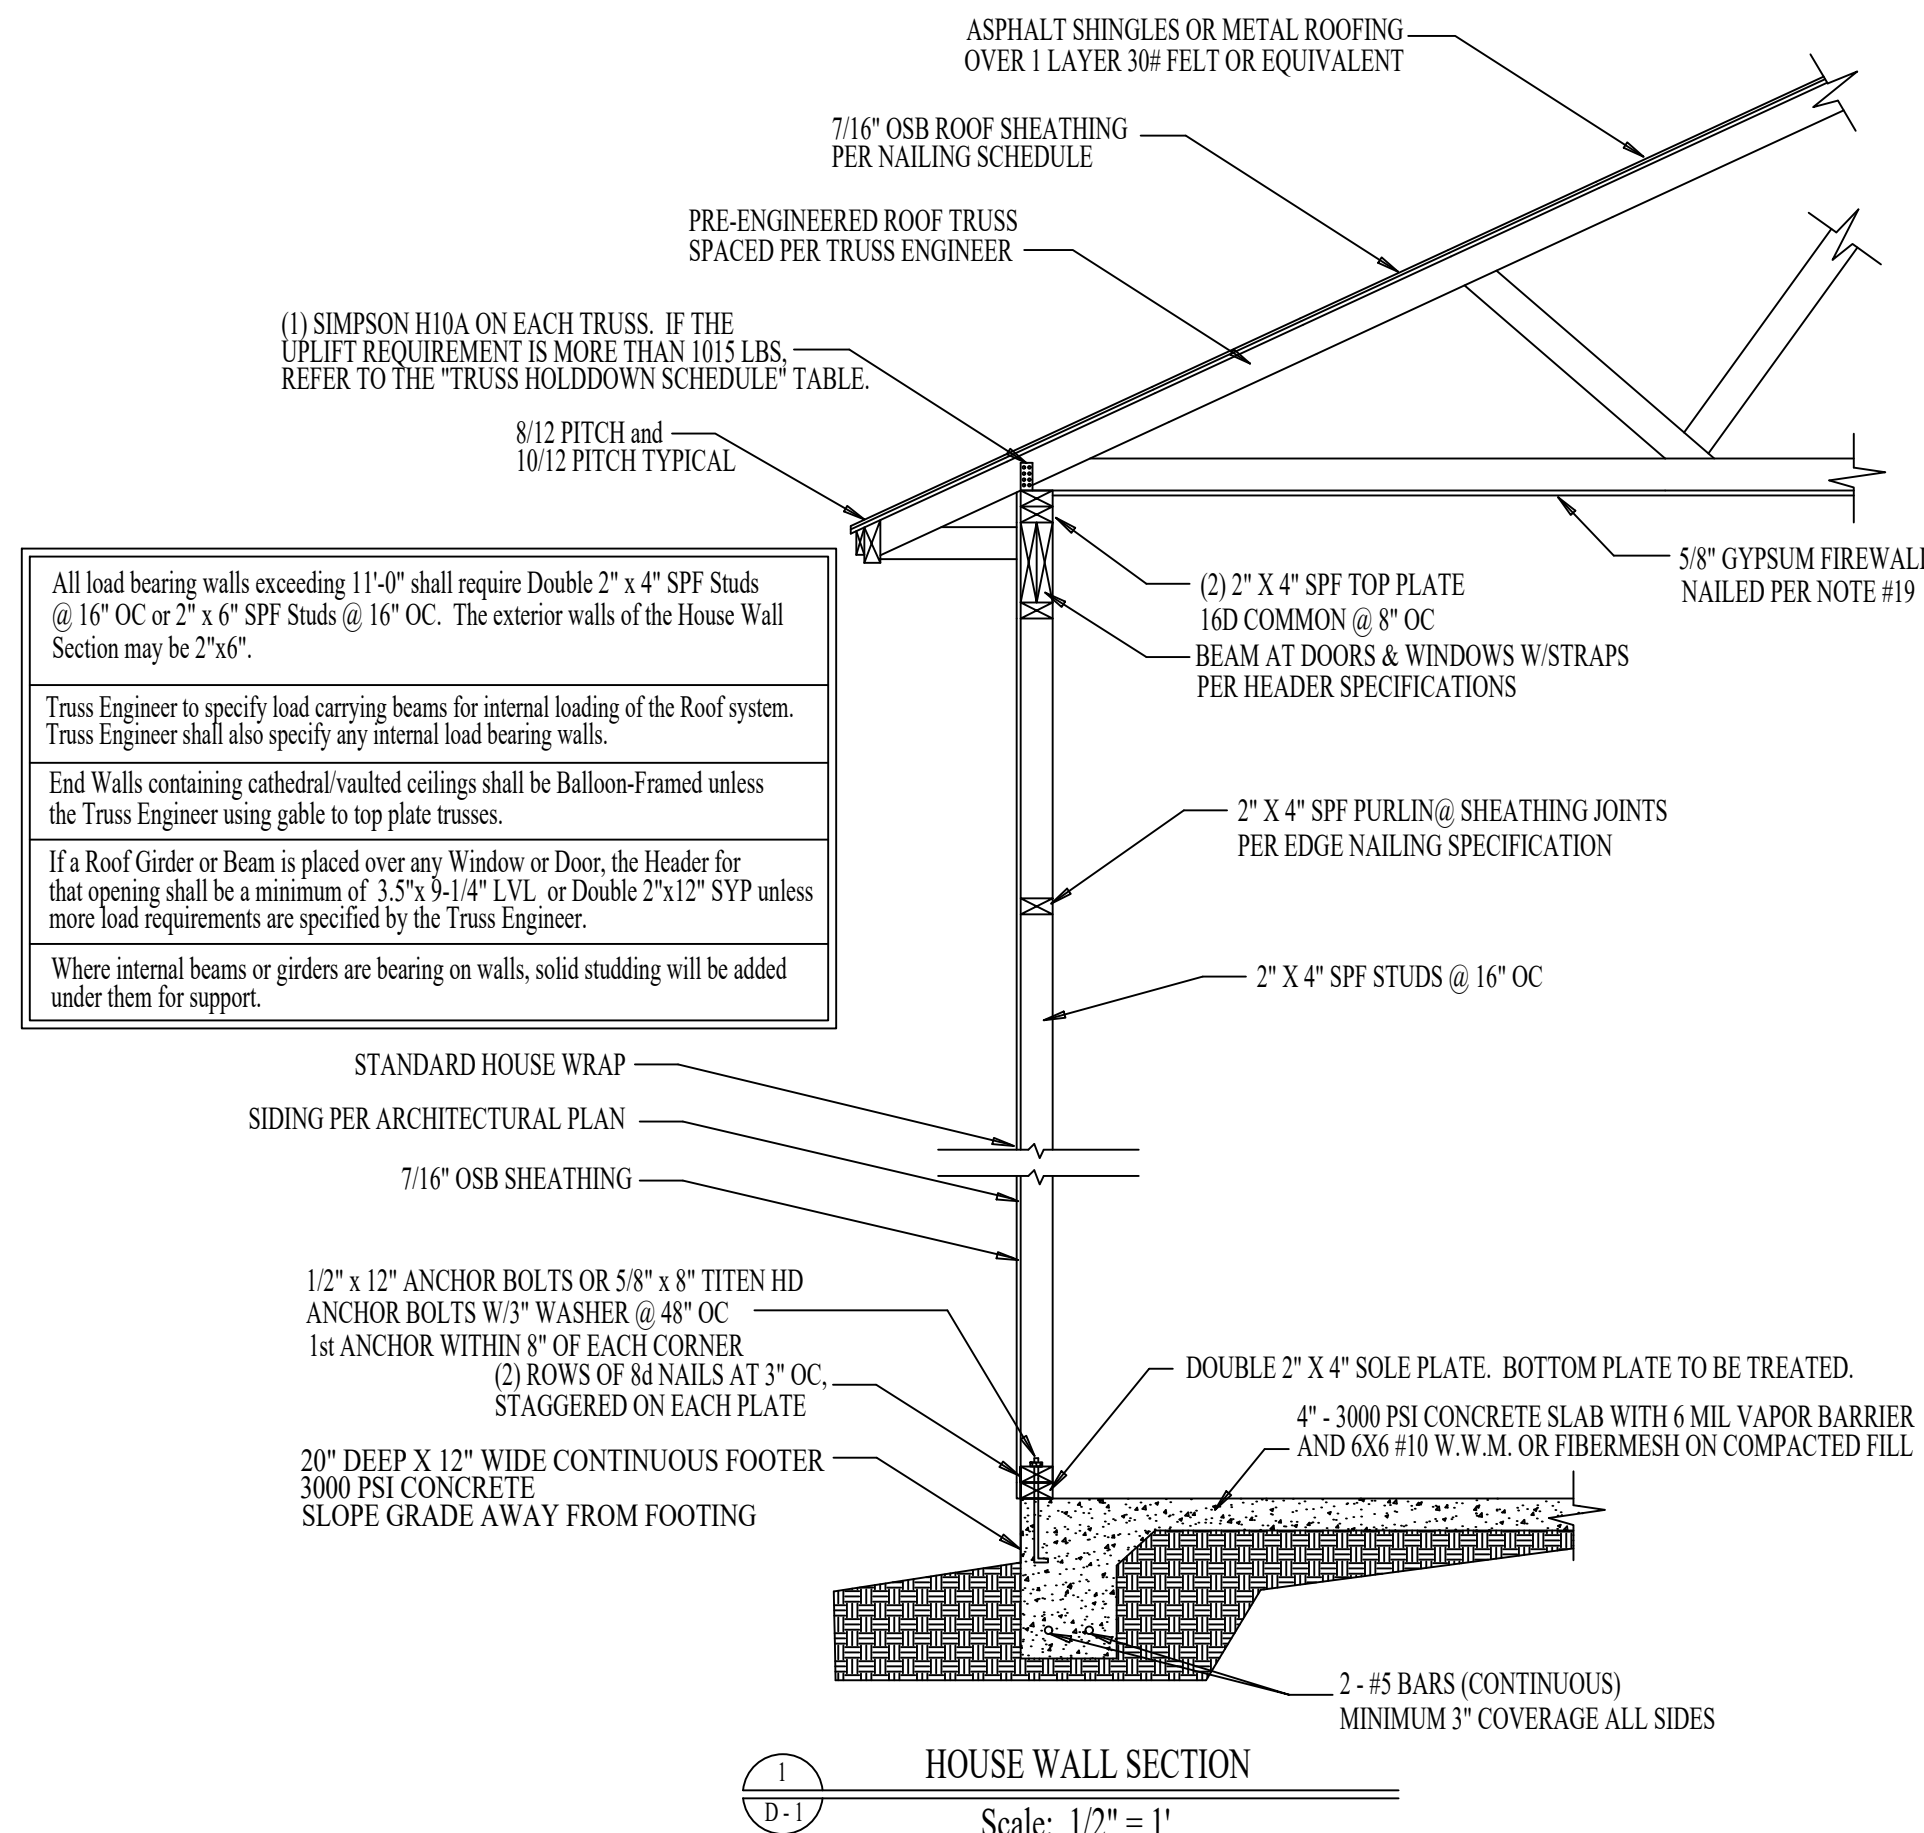 ASPHALT SHINGLES OR METAL ROOFING
OVER 1 LAYER 30# FELT OR EQUIVALENT
7/16" OSB ROOF SHEATHING
PER NAILING SCHEDULE
PRE-ENGINEERED ROOF TRUSS
SPACED PER TRUSS ENGINEER
(1) SIMPSON H10A ON EACH TRUSS. IF THE
UPLIFT REQUIREMENT IS MORE THAN 1015 LBS,
REFER TO THE "TRUSS HOLDDOWN SCHEDULE" TABLE.
8/12 PITCH and
10/12 PITCH TYPICAL
5/8" GYPSUM FIREWALL
NAILED PER NOTE #19
(2) 2" X 4" SPF TOP PLATE
16D COMMON @ 8" OC
BEAM AT DOORS & WINDOWS W/STRAPS
PER HEADER SPECIFICATIONS
All load bearing walls exceeding 11'-0" shall require Double 2" x 4" SPF Studs
@ 16" OC or 2" x 6" SPF Studs @ 16" OC. The exterior walls of the House Wall
Section may be 2"x6".
Truss Engineer to specify load carrying beams for internal loading of the Roof system.
Truss Engineer shall also specify any internal load bearing walls.
End Walls containing cathedral/vaulted ceilings shall be Balloon-Framed unless
the Truss Engineer using gable to top plate trusses.
If a Roof Girder or Beam is placed over any Window or Door, the Header for
that opening shall be a minimum of 3.5"x 9-1/4" LVL or Double 2"x12" SYP unless
more load requirements are specified by the Truss Engineer.
Where internal beams or girders are bearing on walls, solid studding will be added
under them for support.
2" X 4" SPF PURLIN@ SHEATHING JOINTS
PER EDGE NAILING SPECIFICATION
2" X 4" SPF STUDS @ 16" OC
STANDARD HOUSE WRAP
SIDING PER ARCHITECTURAL PLAN
7/16" OSB SHEATHING
1/2" x 12" ANCHOR BOLTS OR 5/8" x 8" TITEN HD
ANCHOR BOLTS W/3" WASHER @ 48" OC
1st ANCHOR WITHIN 8" OF EACH CORNER
(2) ROWS OF 8d NAILS AT 3" OC,
STAGGERED ON EACH PLATE
20" DEEP X 12" WIDE CONTINUOUS FOOTER
3000 PSI CONCRETE
SLOPE GRADE AWAY FROM FOOTING
DOUBLE 2" X 4" SOLE PLATE. BOTTOM PLATE TO BE TREATED.
4" - 3000 PSI CONCRETE SLAB WITH 6 MIL VAPOR BARRIER
AND 6X6 #10 W.W.M. OR FIBERMESH ON COMPACTED FILL
2 - #5 BARS (CONTINUOUS)
MINIMUM 3" COVERAGE ALL SIDES
1
D - 1
HOUSE WALL SECTION
Scale: 1/2" = 1'